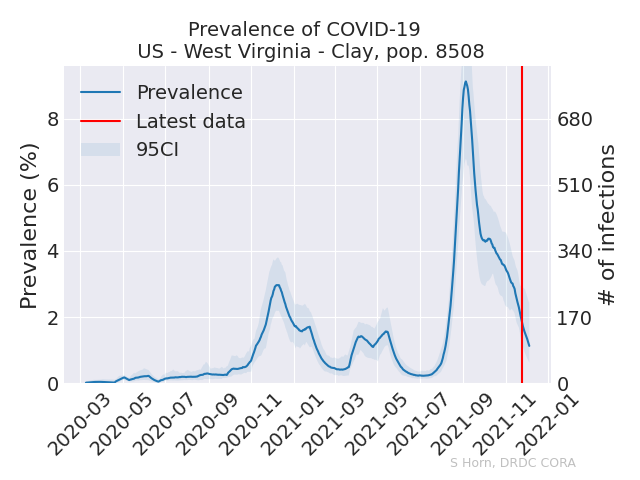 Prevalence of COVID-19
US - West Virginia - Clay, pop. 8508
Prevalence
Latest data
95CI
Prevalence (%)
8
6
4
2
0
# of infections
680
510
340
170
0
2020-03
2020-05
2020-07
2020-09
2020-11
2021-01
2021-03
2021-05
2021-07
2021-09
2021-11
2022-01
S Horn, DRDC CORA